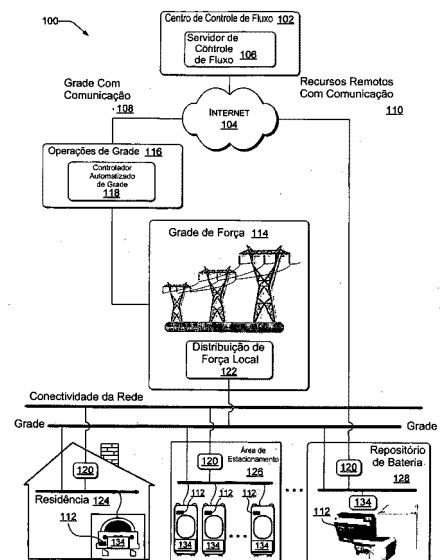 100
Centro de Controle de Fluxo 102
Servidor de
Controle
de Fluxo 106
Grade Com
Comunicação
108
INTERNET
104
Recursos Remotos
Com Comunicação
110
Operações de Grade 116
Controlador
Automatizado
de Grade
118
Grade de Força 114
Distribuição de
Força Local
122
Conectividade da Rede
Grade
Grade
120
Residência 124
112
134
120
Área de
Estacionamento
126
112
112
112
134
134
134
120
Repositório
de Bateria
128
134
112